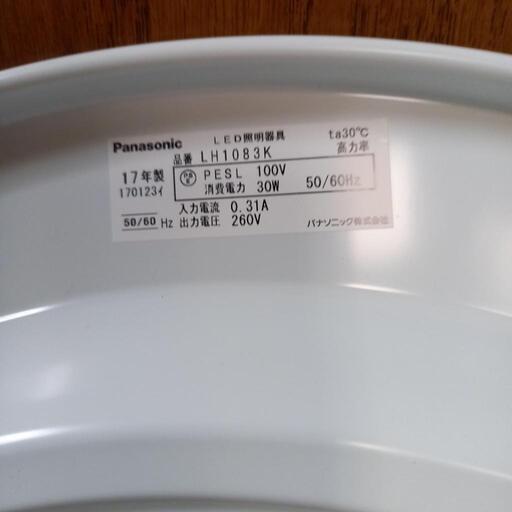 Panasonic LED照明器具 ta30℃
品番 LH1083K 高力率
17年製 PSE PESL 100V
170123イ 消費電力 30W 50/60Hz
入力電流 0.31A
50/60 Hz 出力電圧 260V パナソニック株式会社